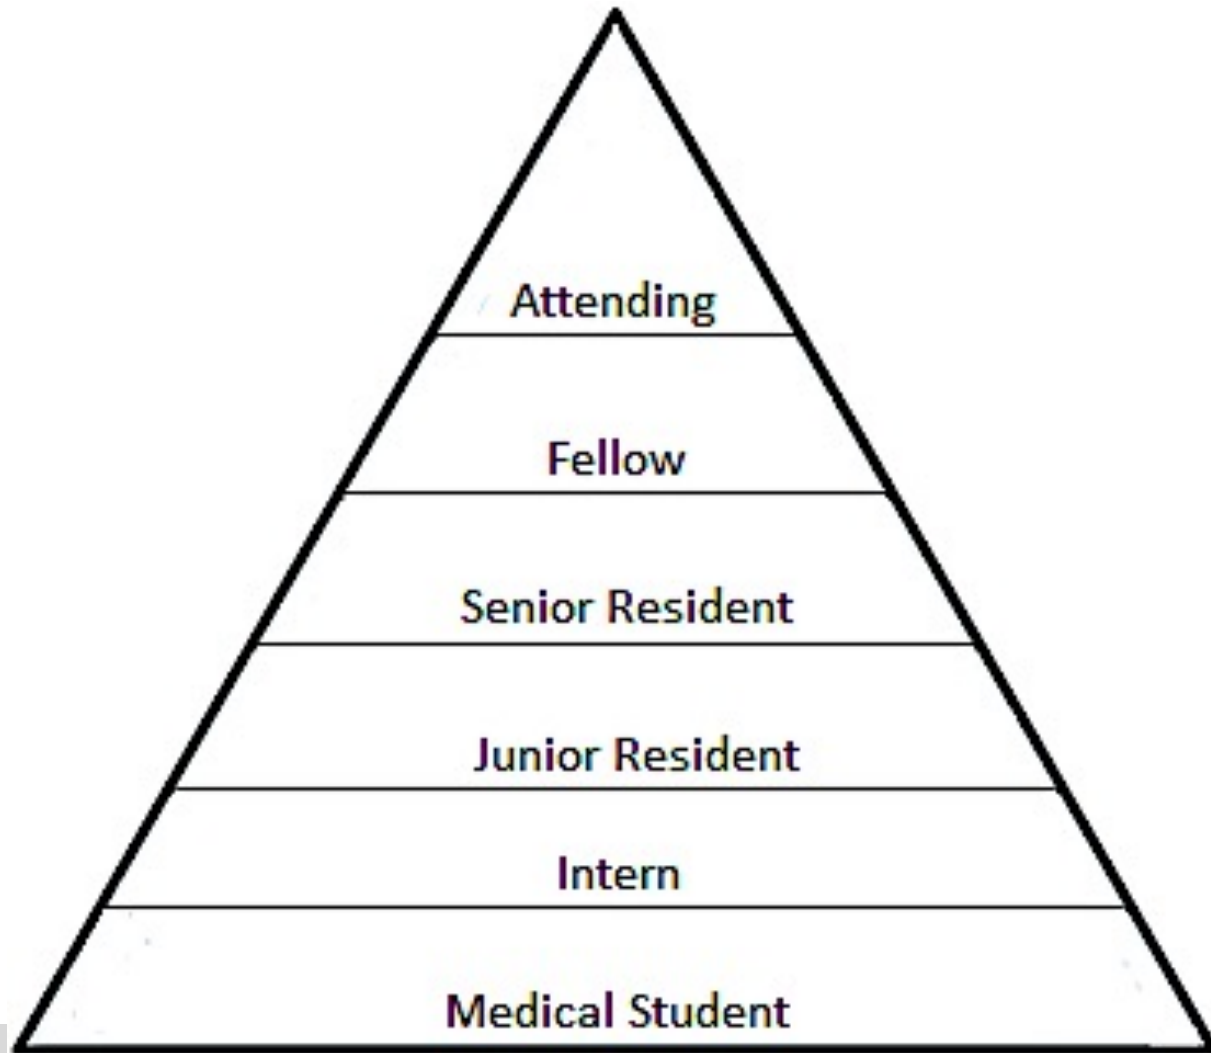 Attending
Fellow
Senior Resident
Junior Resident
Intern
Medical Student